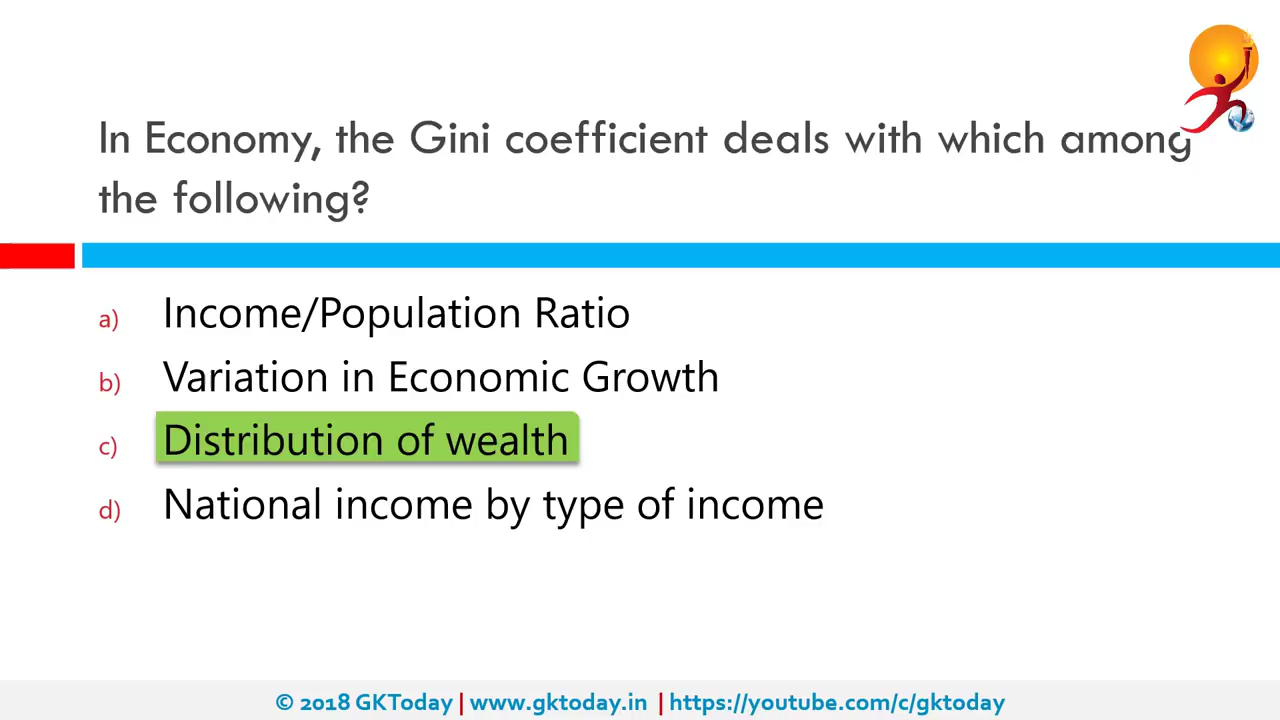 In Economy, the Gini coefficient deals with which among
the following?
a) Income/Population Ratio
b) Variation in Economic Growth
c) Distribution of wealth
d) National income by type of income
© 2018 GKToday | www.gktoday.in | https://youtube.com/c/gktoday